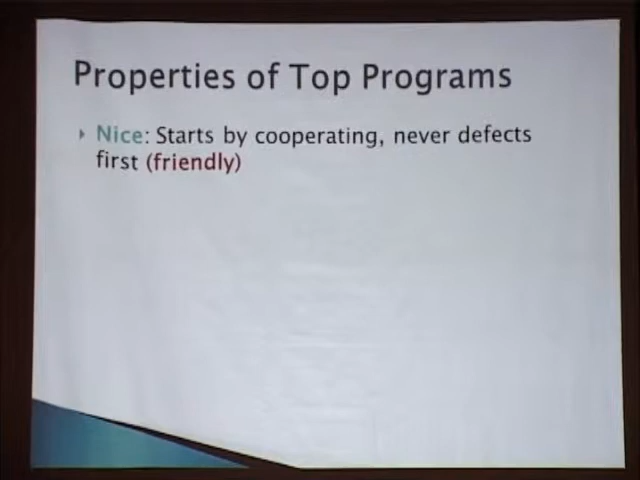 Properties of Top Programs
Nice: Starts by cooperating, never defects
first (friendly)